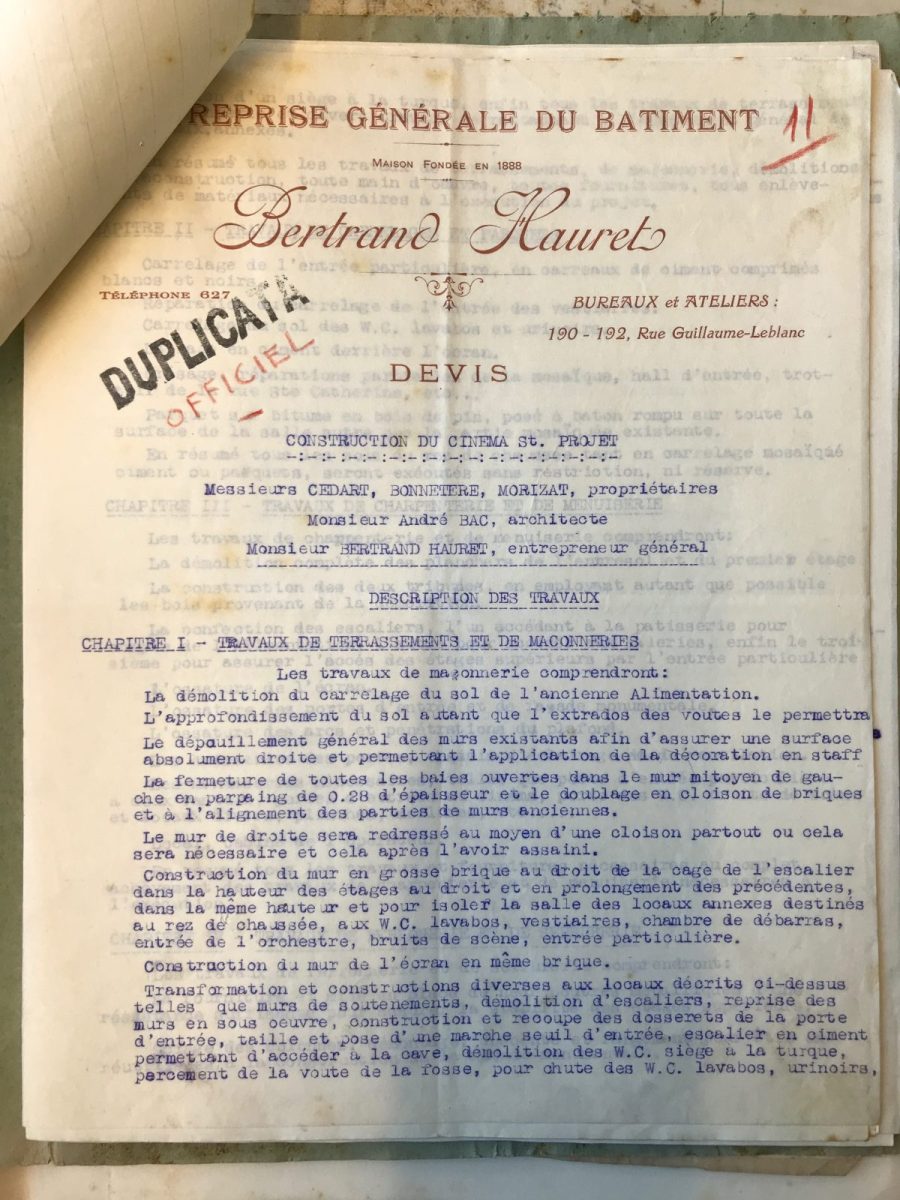 REPRISE GÉNÉRALE DU BATIMENT
11
MAISON FONDÉE EN 1888
Bertrand Hauret
TÉLÉPHONE 627
BUREAUX et ATELIERS :
190 - 192, Rue Guillaume-Leblanc
DUPLICATA
OFFICIEL
DEVIS
CONSTRUCTION DU CINEMA St. PROJET
-:-:-:-:-:-:-:-:-:-:-:-:-:-
Messieurs CEDART, BONNETERE, MORIZAT, propriétaires
Monsieur André BAC, architecte
Monsieur BERTRAND HAURET, entrepreneur général
DESCRIPTION DES TRAVAUX
CHAPITRE I - TRAVAUX DE TERRASSEMENTS ET DE MACONNERIES
Les travaux de maçonnerie comprendront:
La démolition du carrelage du sol de l'ancienne Alimentation.
L'approfondissement du sol autant que l'extrados des voutes le permettra
Le dépouillement général des murs existants afin d'assurer une surface
absolument droite et permettant l'application de la décoration en staff
La fermeture de toutes les baies ouvertes dans le mur mitoyen de gau-
che en parpaing de 0.28 d'épaisseur et le doublage en cloison de briques
et à l'alignement des parties de murs anciennes.
Le mur de droite sera redressé au moyen d'une cloison partout ou cela
sera nécessaire et cela après l'avoir assaini.
Construction du mur en grosse brique au droit de la cage de l'escalier
dans la hauteur des étages au droit et en prolongement des précédentes,
dans la même hauteur et pour isoler la salle des locaux annexes destinés
au rez de chaussée, aux W.C. lavabos, vestiaires, chambre de débarras,
entrée de l'orchestre, bruits de scène, entrée particulière.
Construction du mur de l'écran en même brique.
Transformation et constructions diverses aux locaux décrits ci-dessus
telles que murs de soutenements, démolition d'escaliers, reprise des
murs en sous oeuvre, construction et recoupe des dosserets de la porte
d'entrée, taille et pose d'une marche seuil d'entrée, escalier en ciment
permettant d'accéder à la cave, démolition des W.C. siège à la turque,
percement de la voute de la fosse, pour chute des W.C. lavabos, urinoirs,